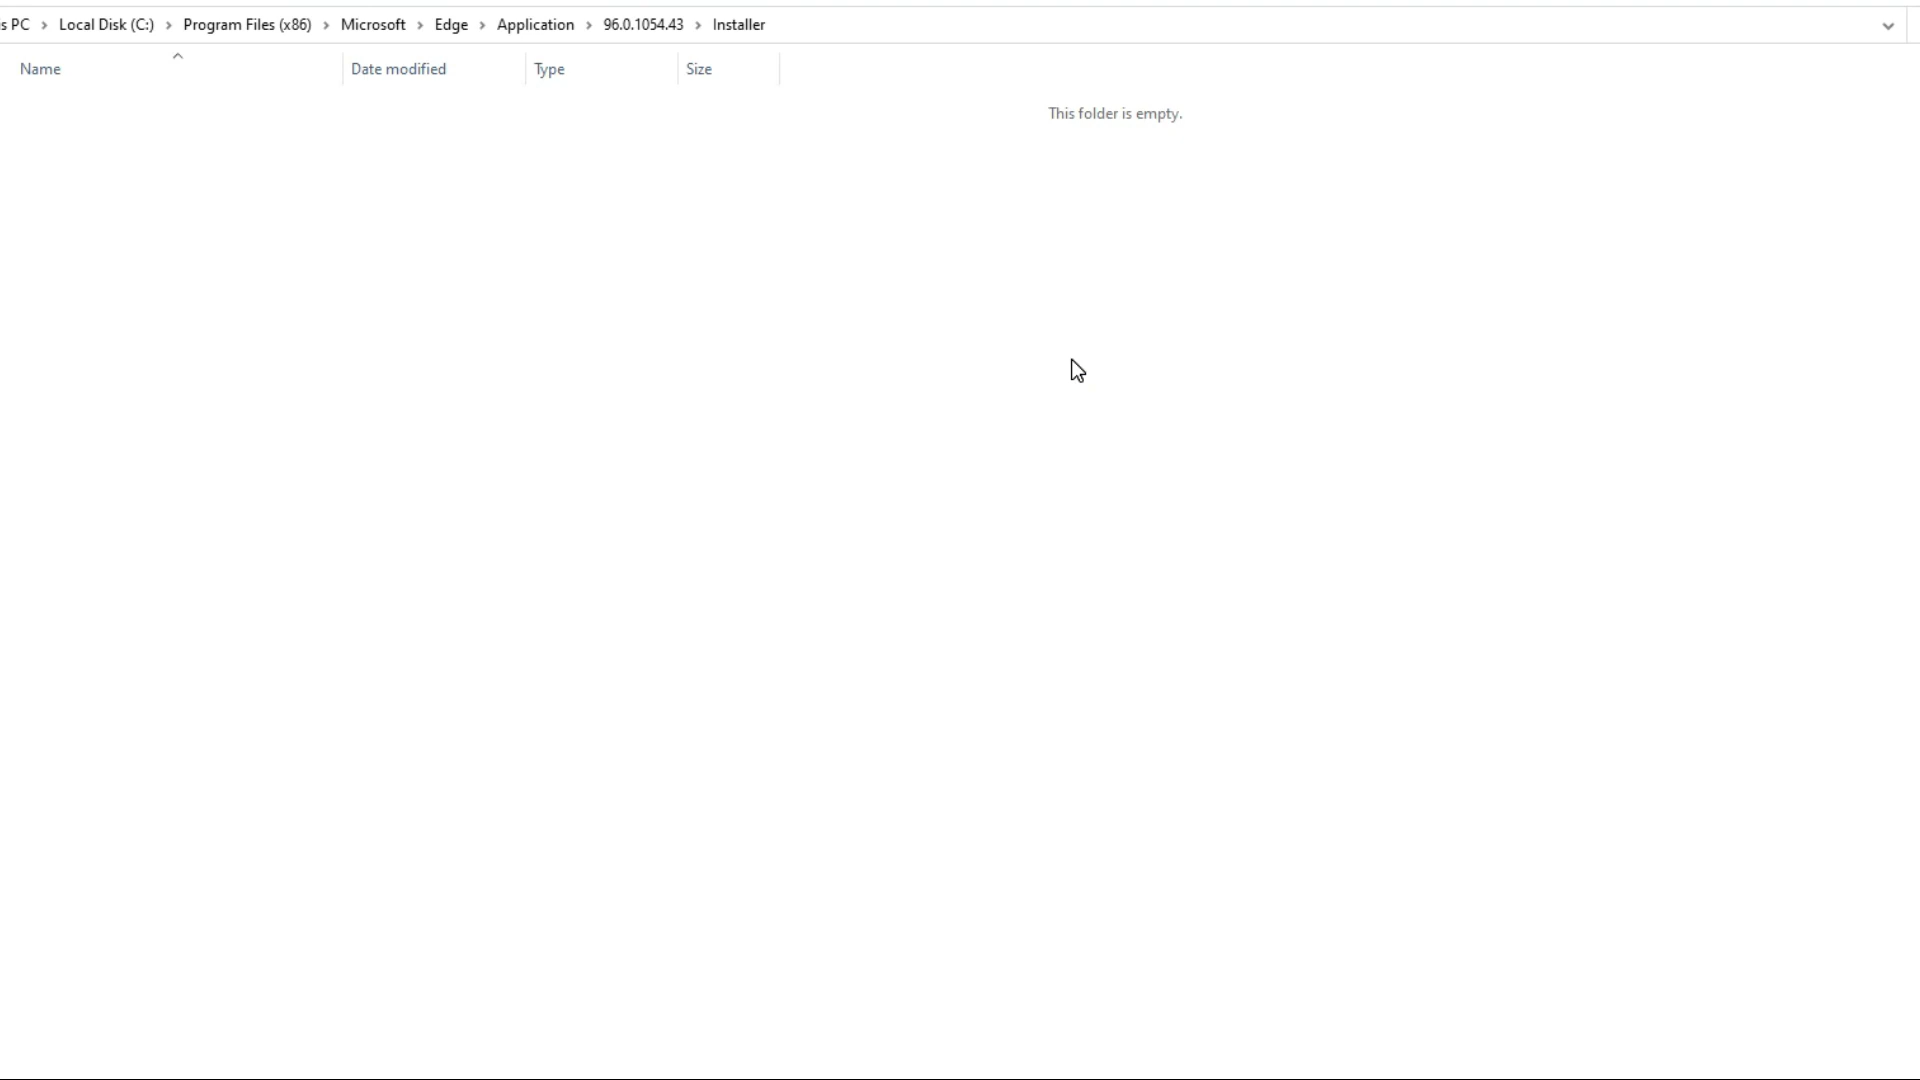 s PC > Local Disk (C:) > Program Files (x86) > Microsoft > Edge > Application > 96.0.1054.43 > Installer
Name Date modified Type Size
This folder is empty.